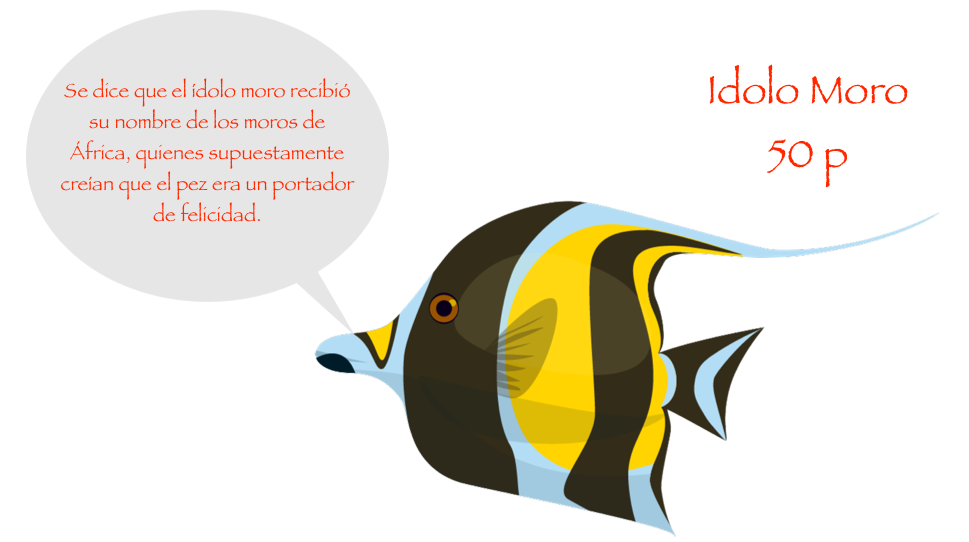 Se dice que el ídolo moro recibió
su nombre de los moros de
África, quienes supuestamente
creían que el pez era un portador
de felicidad.
Idolo Moro
50 p